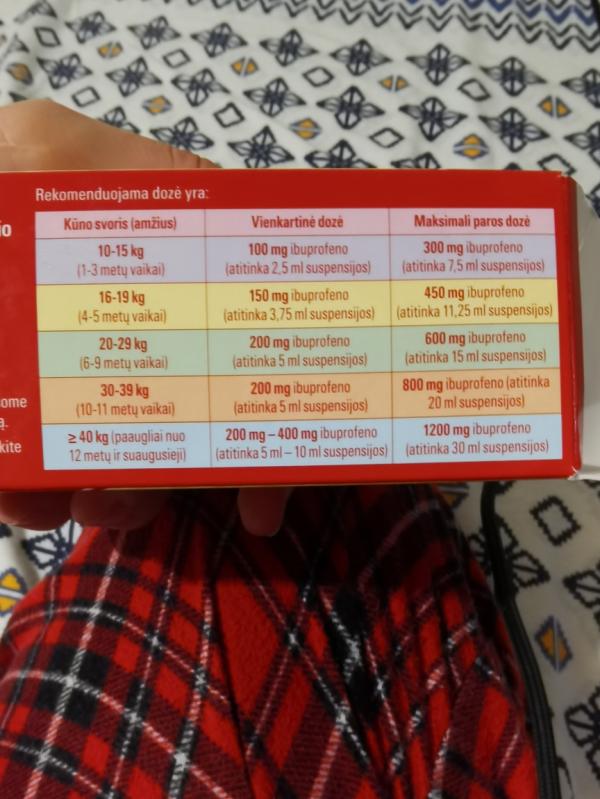 Rekomenduojama dozė yra:
Kūno svoris (amžius) Vienkartinė dozė Maksimali paros dozė
10-15 kg 100 mg ibuprofeno 300 mg ibuprofeno
(1-3 metų vaikai) (atitinka 2,5 ml suspensijos) (atitinka 7,5 ml suspensijos)
16-19 kg 150 mg ibuprofeno 450 mg ibuprofeno
(4-5 metų vaikai) (atitinka 3,75 ml suspensijos) (atitinka 11,25 ml suspensijos)
20-29 kg 200 mg ibuprofeno 600 mg ibuprofeno
(6-9 metų vaikai) (atitinka 5 ml suspensijos) (atitinka 15 ml suspensijos)
30-39 kg 200 mg ibuprofeno 800 mg ibuprofeno (atitinka
(10-11 metų vaikai) (atitinka 5 ml suspensijos) 20 ml suspensijos)
≥ 40 kg (paaugliai nuo 200 mg – 400 mg ibuprofeno 1200 mg ibuprofeno
12 metų ir suaugusieji) (atitinka 5 ml – 10 ml suspensijos) (atitinka 30 ml suspensijos)